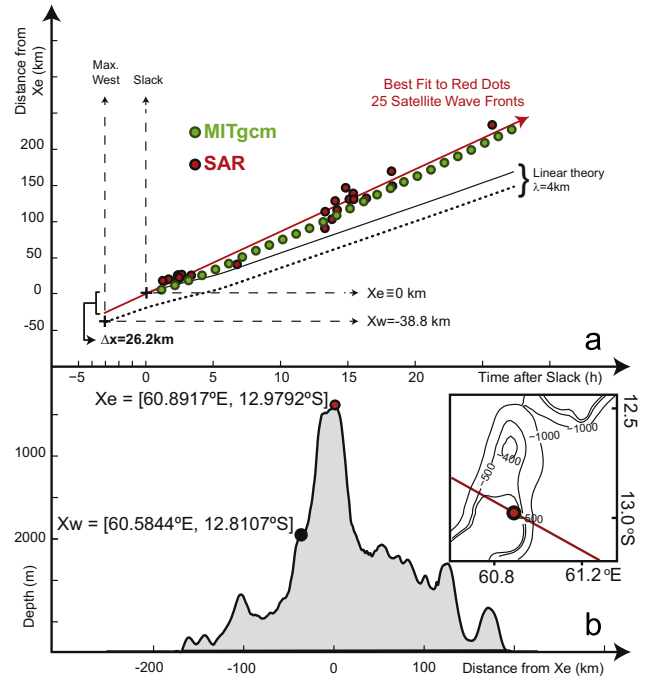 a
Distance from
Xe (km)
Max.
West
Slack
Best Fit to Red Dots
25 Satellite Wave Fronts
MITgcm
SAR
200
150
100
50
0
-50
Linear theory
λ=4km
Xe≡0 km
Xw=-38.8 km
Δx=26.2km
a
-5
0
5
10
15
20
Time after Slack (h)
Xe = [60.8917ºE, 12.9792ºS]
Xw = [60.5844ºE, 12.8107ºS]
1000
2000
Depth (m)
-1000
-1000
-400
-500
500
12.5
13.0 ºS
60.8
61.2 ºE
b
-200
-100
0
100
Distance from Xe (km)